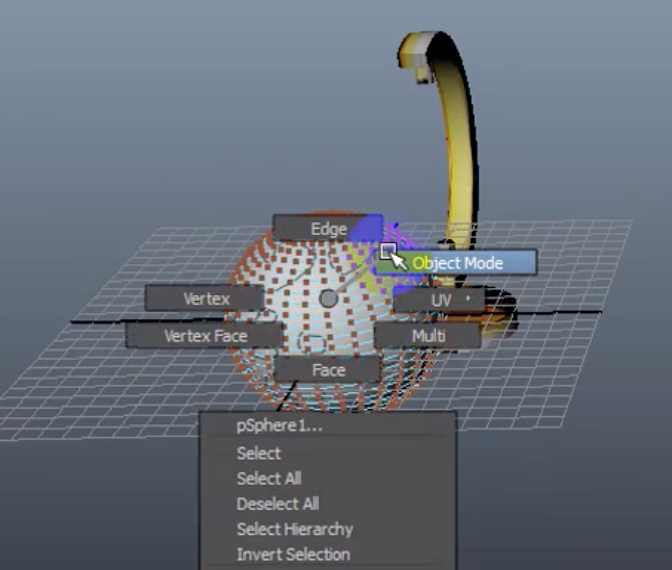 Edge
Object Mode
Vertex
UV
Vertex Face
Multi
Face
pSphere1...
Select
Select All
Deselect All
Select Hierarchy
Invert Selection